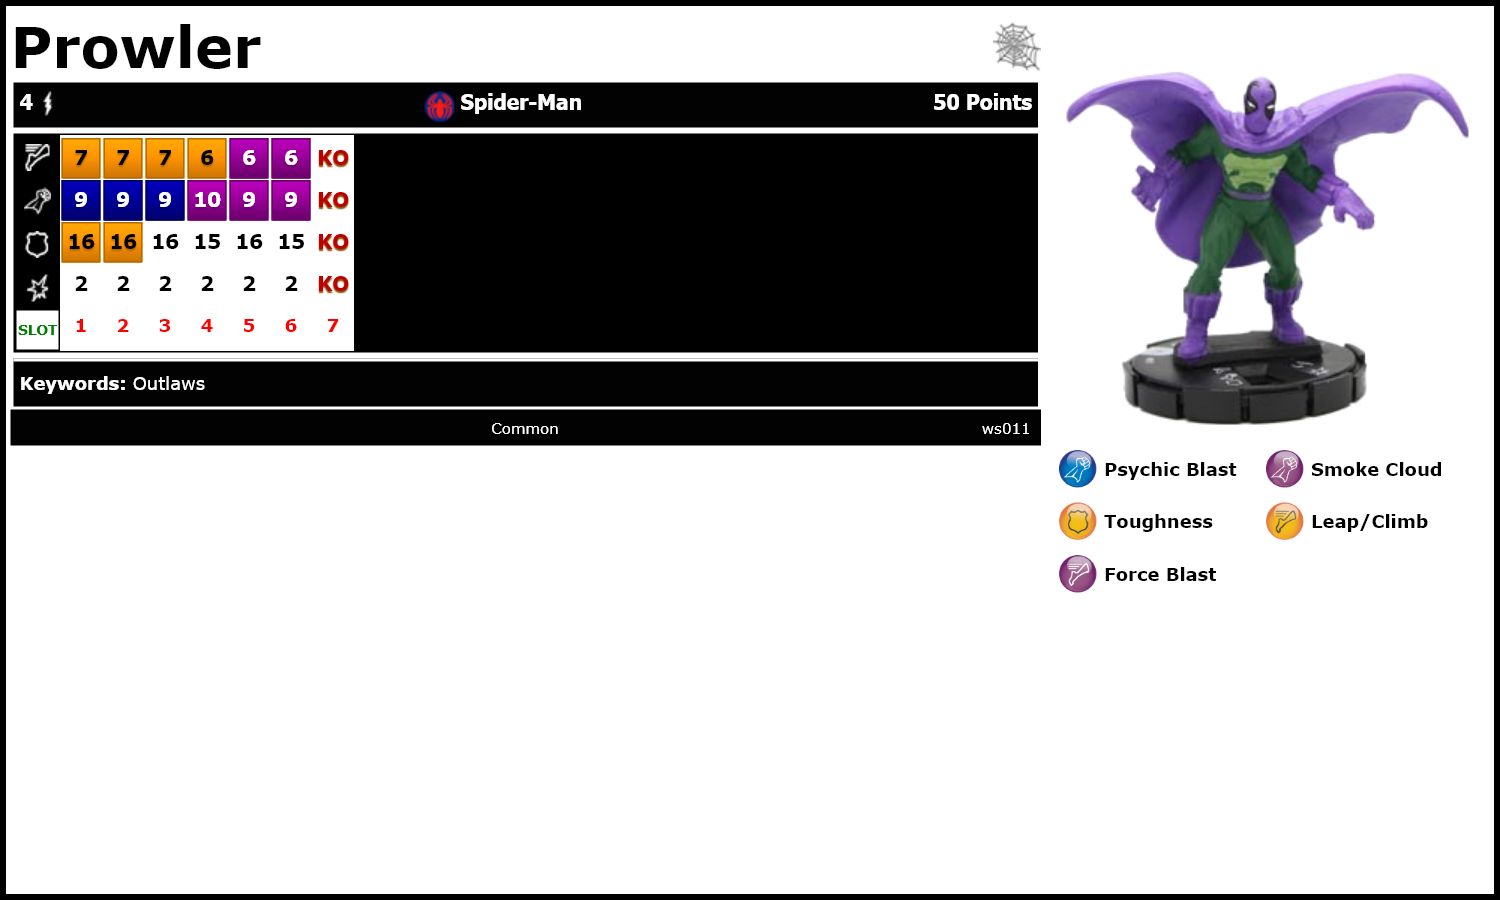 Prowler
4 Spider-Man 50 Points
7 7 7 6 6 6 KO
9 9 9 10 9 9 KO
16 16 16 15 16 15 KO
2 2 2 2 2 2 KO
SLOT 1 2 3 4 5 6 7
Keywords: Outlaws
Common ws011
Psychic Blast Smoke Cloud
Toughness Leap/Climb
Force Blast